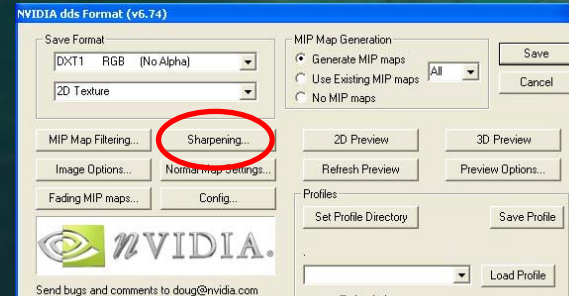 NVIDIA dds Format (v6.74)
Save Format
DXT1 RGB (No Alpha)
2D Texture
MIP Map Generation
Generate MIP maps
Use Existing MIP maps
No MIP maps
All
Save
Cancel
MIP Map Filtering...
Sharpening...
2D Preview
3D Preview
Image Options...
Normal Map Settings...
Refresh Preview
Preview Options...
Fading MIP maps...
Config...
Profiles
Set Profile Directory
Save Profile
nVIDIA.
.
Load Profile
Send bugs and comments to doug@nvidia.com